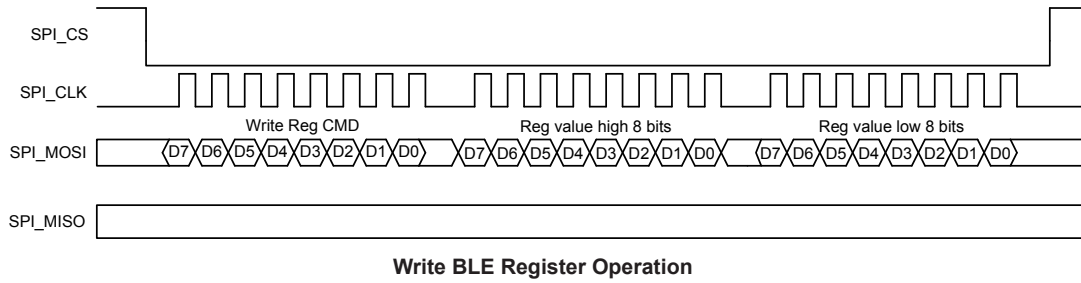 SPI_CS
SPI_CLK
Write Reg CMD Reg value high 8 bits Reg value low 8 bits
SPI_MOSI D7 D6 D5 D4 D3 D2 D1 D0 D7 D6 D5 D4 D3 D2 D1 D0 D7 D6 D5 D4 D3 D2 D1 D0
SPI_MISO
Write BLE Register Operation